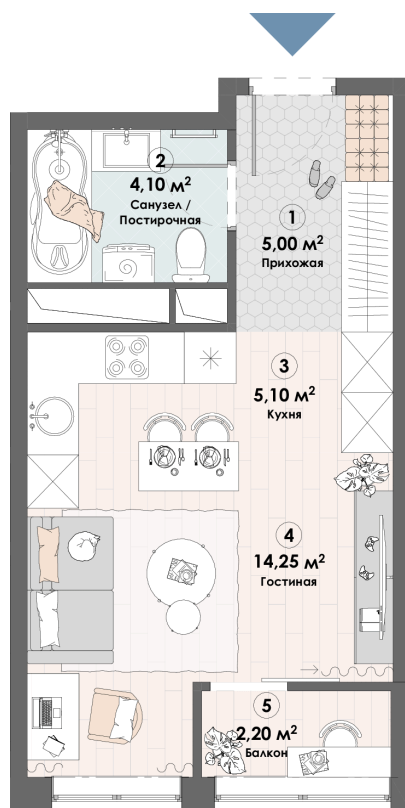 2
4,10 м²
Санузел /
Постирочная
1
5,00 м²
Прихожая
3
5,10 м²
Кухня
4
14,25 м²
Гостиная
5
2,20 м²
Балкон